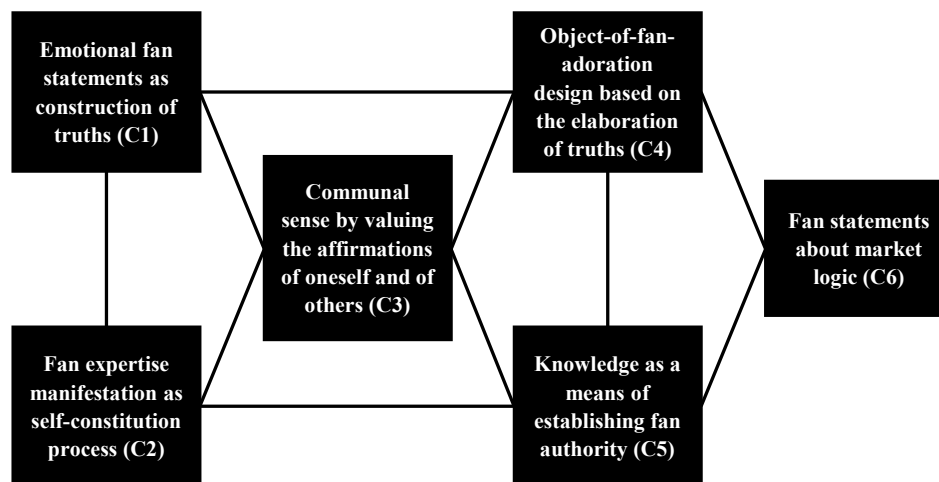 Emotional fan
statements as
construction of
truths (C1)
Object-of-fan-
adoration
design based on
the elaboration
of truths (C4)
Communal
sense by valuing
the affirmations
of oneself and of
others (C3)
Fan statements
about market
logic (C6)
Fan expertise
manifestation as
self-constitution
process (C2)
Knowledge as a
means of
establishing fan
authority (C5)